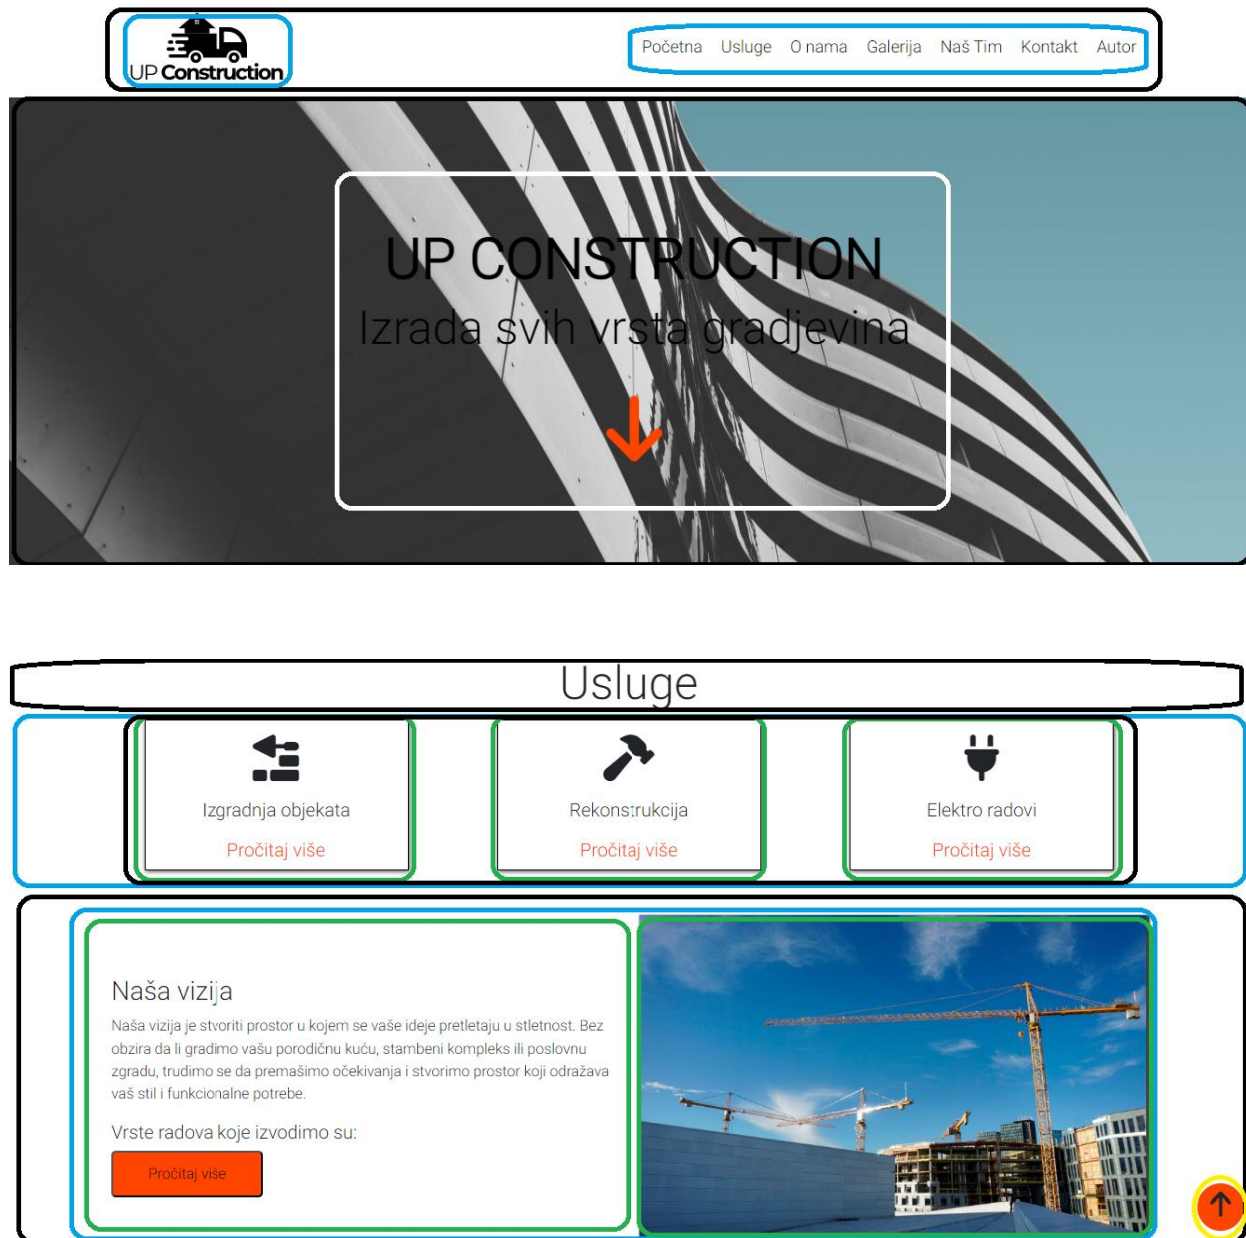 UP Construction
Početna Usluge O nama Galerija Naš Tim Kontakt Autor
UP CONSTRUCTION
Izrada svih vrsta gradjevina
Usluge
Izgradnja objekata
Pročitaj više
Rekonstrukcija
Pročitaj više
Elektro radovi
Pročitaj više
Naša vizija
Naša vizija je stvoriti prostor u kojem se vaše ideje pretletaju u stletnost. Bez
obzira da li gradimo vašu porodičnu kuću, stambeni kompleks ili poslovnu
zgradu, trudimo se da premašimo očekivanja i stvorimo prostor koji odražava
vaš stil i funkcionalne potrebe.
Vrste radova koje izvodimo su:
Pročitaj više